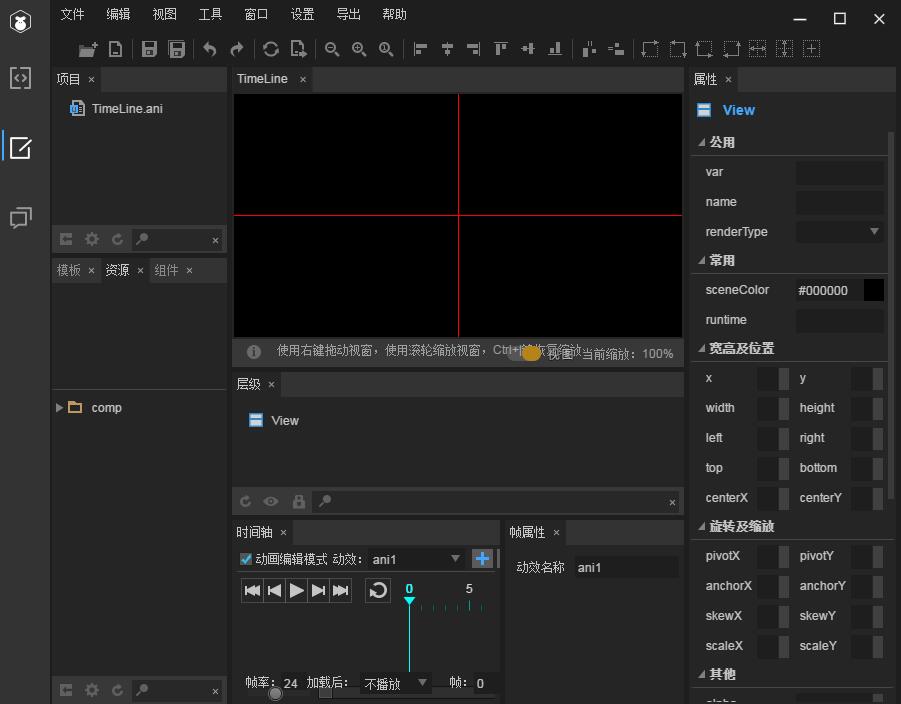 文件 编辑 视图 工具 窗口 设置 导出 帮助
项目 ×
TimeLine.ani
模板 × 资源 × 组件 ×
comp
TimeLine ×
使用右键拖动视窗，使用滚轮缩放视窗，Ctrl+
视图 当前缩放：100%
层级 ×
View
时间轴 ×
动画编辑模式 动效： ani1
0 5
帧率： 24 加载后： 不播放 帧： 0
帧属性 ×
动效名称 ani1
属性 ×
View
公用
var
name
renderType
常用
sceneColor #000000
runtime
宽高及位置
x y
width height
left right
top bottom
centerX centerY
旋转及缩放
pivotX pivotY
anchorX anchorY
skewX skewY
scaleX scaleY
其他
alpha